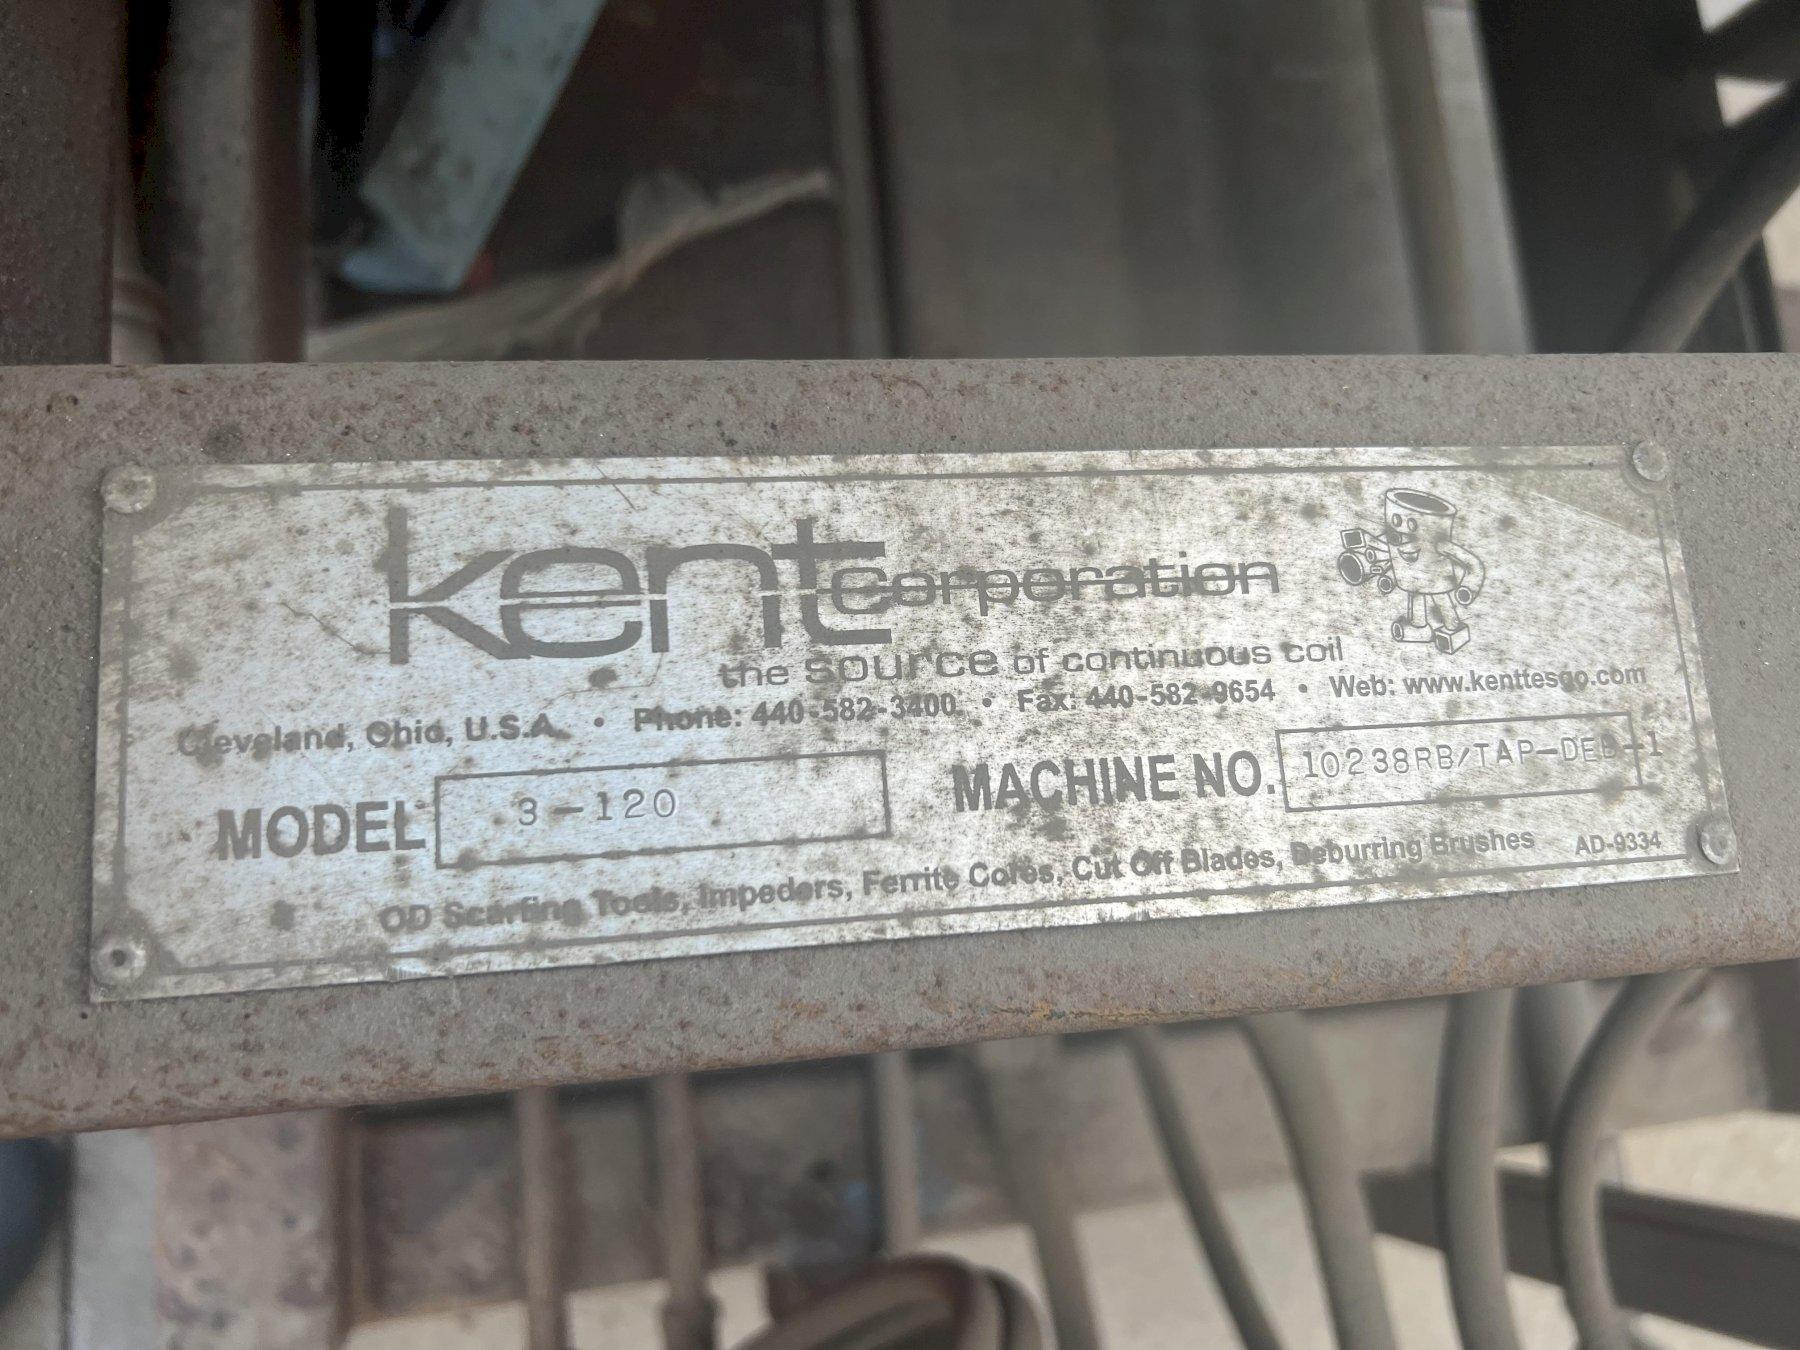 kent corporation
the source of continuous coil
Cleveland, Ohio, U.S.A. • Phone: 440-582-3400 • Fax: 440-582-9654 • Web: www.kenttesgo.com
MODEL 3-120 MACHINE NO. 10238RB/TAP-DEB-1
OD Scarfing Tools, Impeders, Ferrite Cores, Cut Off Blades, Deburring Brushes AD-9334